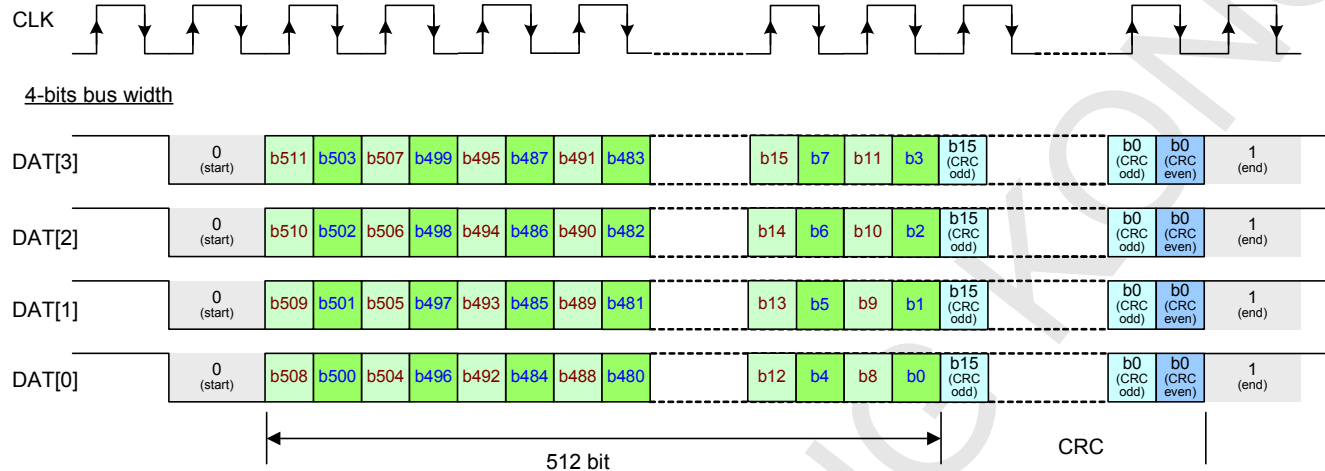 CLK
4-bits bus width
DAT[3] 0 (start) b511 b503 b507 b499 b495 b487 b491 b483 b15 b7 b11 b3 b15 (CRC odd) b0 (CRC odd) b0 (CRC even) 1 (end)
DAT[2] 0 (start) b510 b502 b506 b498 b494 b486 b490 b482 b14 b6 b10 b2 b15 (CRC odd) b0 (CRC odd) b0 (CRC even) 1 (end)
DAT[1] 0 (start) b509 b501 b505 b497 b493 b485 b489 b481 b13 b5 b9 b1 b15 (CRC odd) b0 (CRC odd) b0 (CRC even) 1 (end)
DAT[0] 0 (start) b508 b500 b504 b496 b492 b484 b488 b480 b12 b4 b8 b0 b15 (CRC odd) b0 (CRC odd) b0 (CRC even) 1 (end)
512 bit CRC
NG KONG